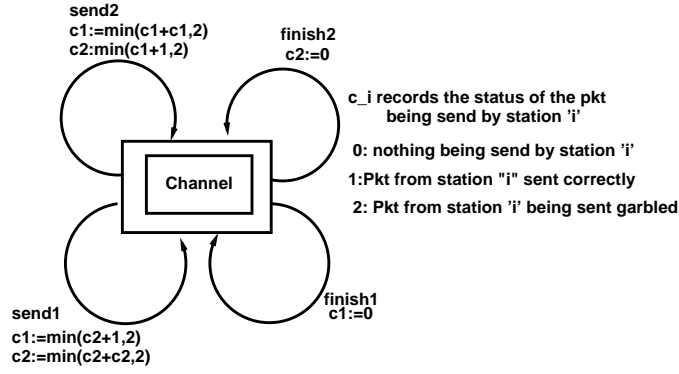 send2
c1:=min(c1+c1,2)
c2:min(c1+1,2)
finish2
c2:=0
c_i records the status of the pkt
being send by station 'i'
0: nothing being send by station 'i'
1:Pkt from station "i" sent correctly
2: Pkt from station 'i' being sent garbled
Channel
send1
c1:=min(c2+1,2)
c2:=min(c2+c2,2)
finish1
c1:=0